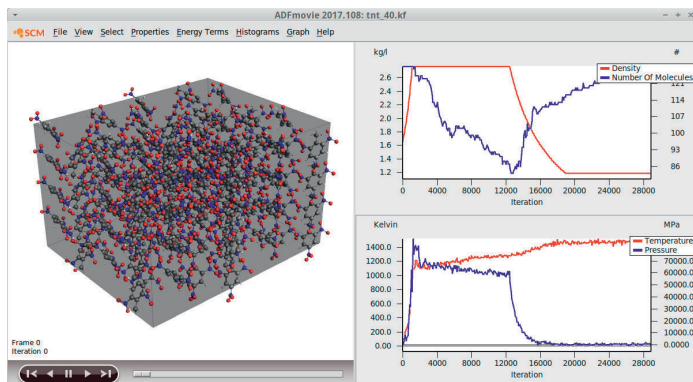 ADFmovie 2017.108: tnt_40.kf
SCM File View Select Properties Energy Terms Histograms Graph Help
kg/l #
Density
Number Of Molecules
2.6
2.4
2.2
2.0
1.8
1.6
1.4
1.2
121
114
107
100
93
86
0 4000 8000 12000 16000 20000 24000 28000
Iteration
Kelvin MPa
Temperature
Pressure
1400.0
1200.0
1000.0
800.00
600.00
400.00
200.00
0.00
70000.0
60000.0
50000.0
40000.0
30000.0
20000.0
10000.0
0.0000
0 4000 8000 12000 16000 20000 24000 28000
Iteration
Frame 0
Iteration 0